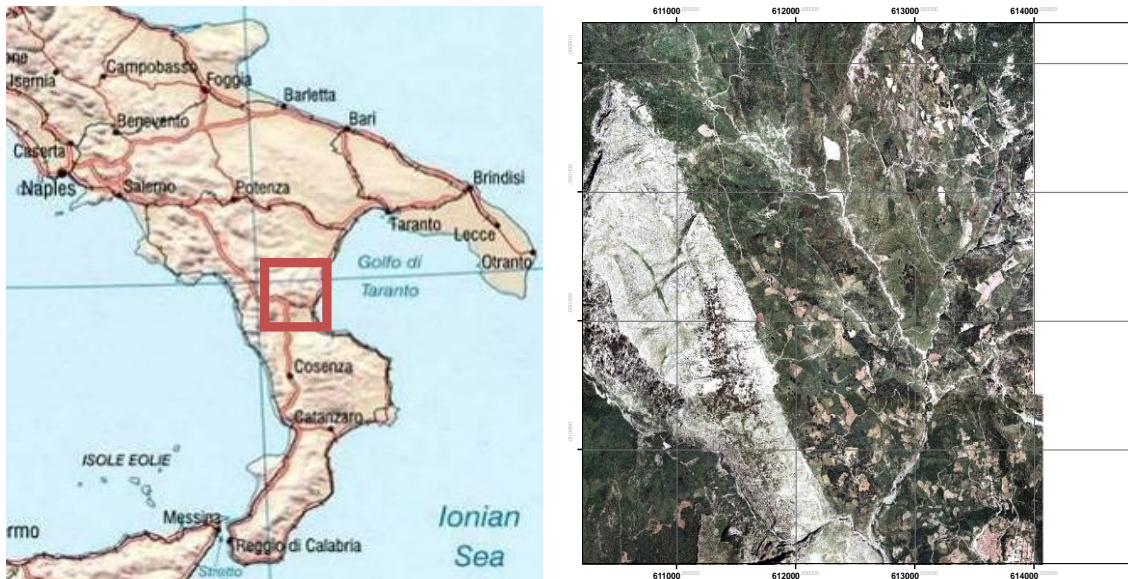 Campobasso
Isernia
Foggia
Barletta
Benevento
Bari
Caserta
Naples
Salerno
Potenza
Brindisi
Taranto
Lecce
Otranto
Golfo di
Taranto
Cosenza
Catanzaro
ISOLE EOLIE
Messina
Ionian
Sea
Reggio di Calabria
Stretto
rmo
611000 612000 613000 614000
611000 612000 613000 614000